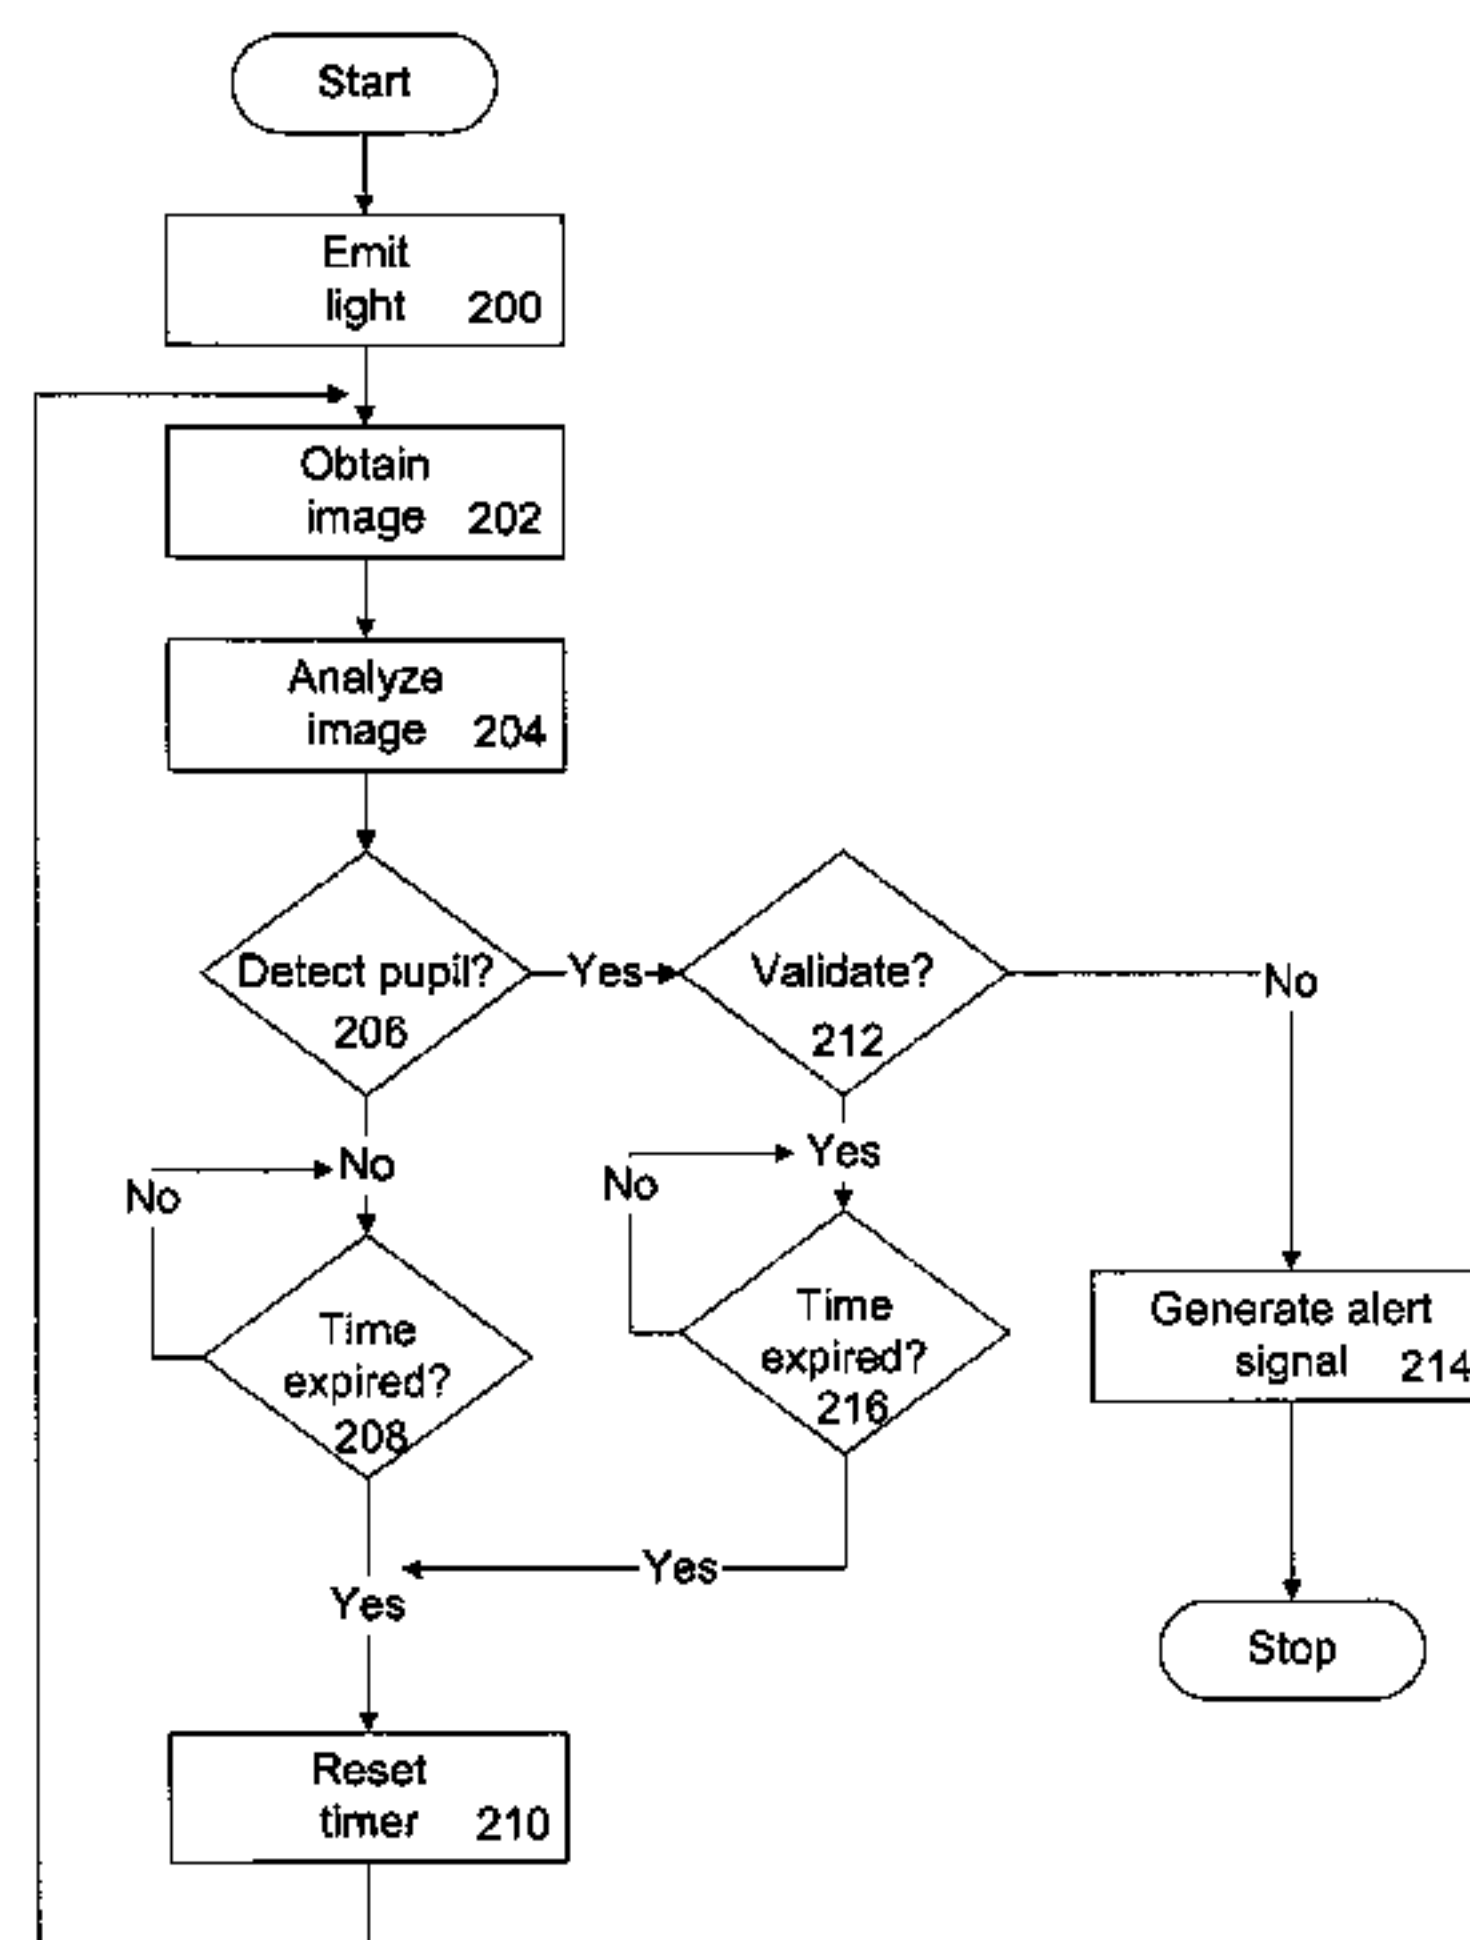 Start
Emit
light 200
Obtain
image 202
Analyze
image 204
Detect pupil?
206
Yes
Validate?
212
No
No
No
Yes
No
Time
expired?
208
Time
expired?
216
Generate alert
signal 214
Yes
Yes
Stop
Reset
timer 210